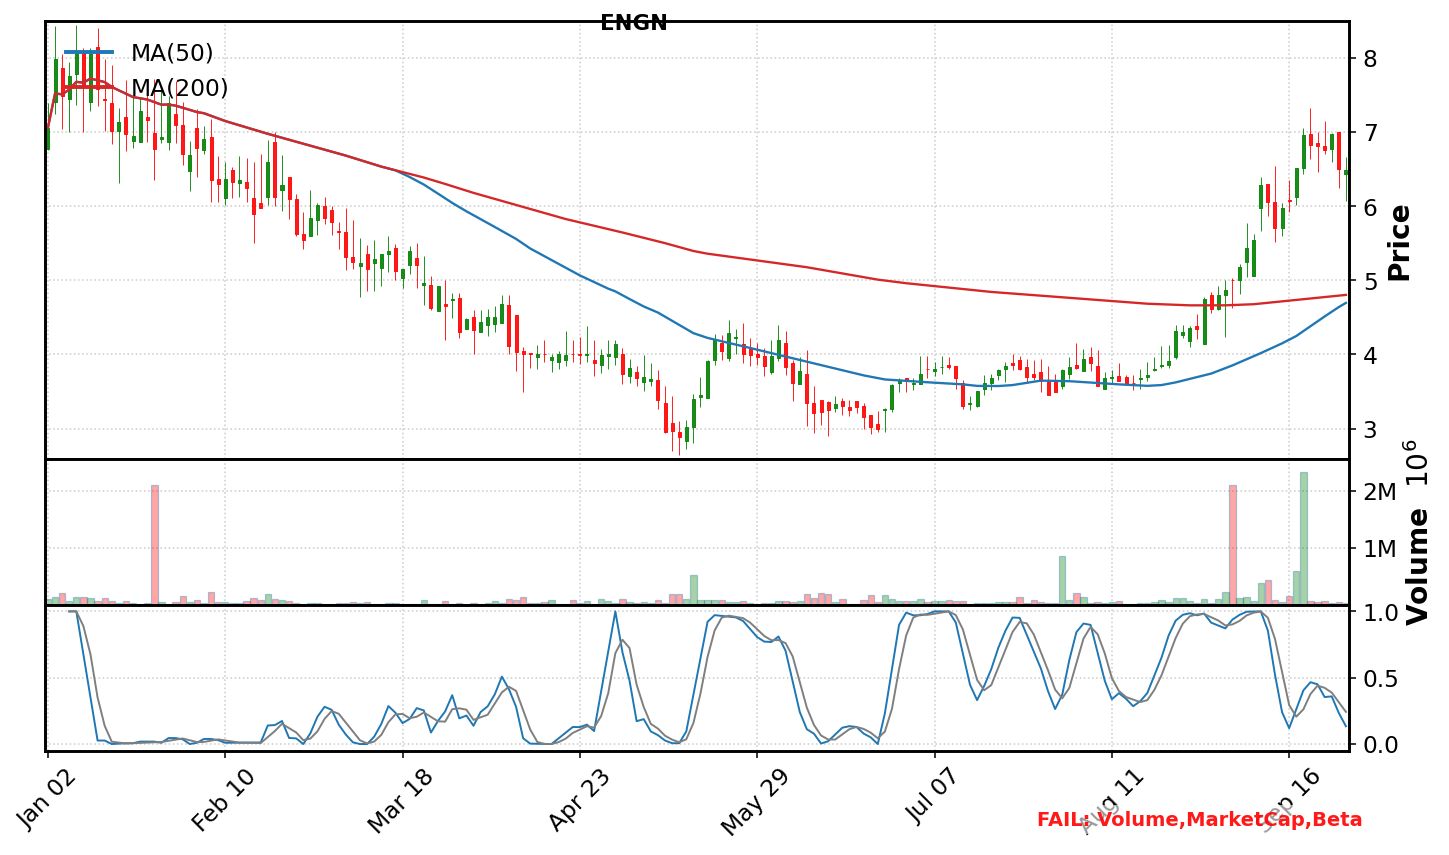 ENGN
MA(50)
MA(200)
8
7
6
5
4
3
Price
10^6
2M
1M
Volume
1.0
0.5
0.0
Jan 02
Feb 10
Mar 18
Apr 23
May 29
Jul 07
Aug 11
Sep 16
FAIL: Volume,MarketCap,Beta